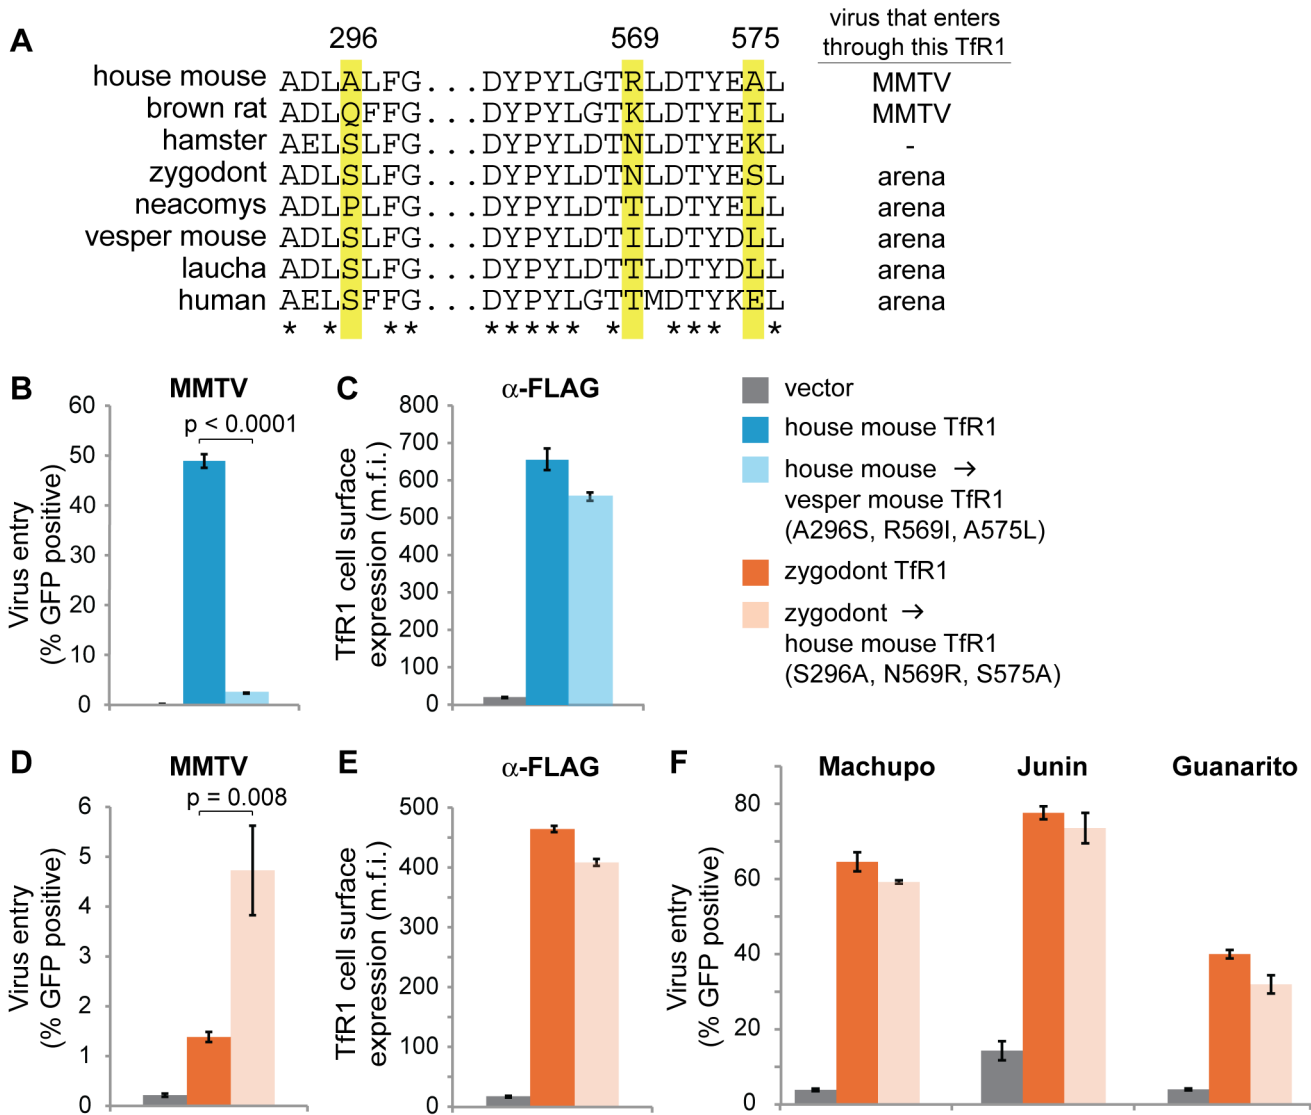 A
296 569 575
virus that enters
through this TfR1
house mouse ADLALFG...DYPYLGTRLDTYEAL MMTV
brown rat ADLQFFG...DYPYLGTKLDTYEIL MMTV
hamster AELSLFG...DYPYLDTNLDTYEKL -
zygodont ADLSLFG...DYPYLGTNLDTYESL arena
neacomys ADLPLFG...DYPYLDTTLDTYELL arena
vesper mouse ADLSLFG...DYPYLDTILDTYDLL arena
laucha ADLSLFG...DYPYLDTTLDTYDLL arena
human AELSFFG...DYPYLGTTMDTYKEL arena
* * ** ***** * *** *
B MMTV
p < 0.0001
Virus entry
(% GFP positive)
60
50
40
30
20
10
0
C α-FLAG
TfR1 cell surface
expression (m.f.i.)
800
700
600
500
400
300
200
100
0
vector
house mouse TfR1
house mouse →
vesper mouse TfR1
(A296S, R569I, A575L)
zygodont TfR1
zygodont →
house mouse TfR1
(S296A, N569R, S575A)
D MMTV
p = 0.008
Virus entry
(% GFP positive)
6
5
4
3
2
1
0
E α-FLAG
TfR1 cell surface
expression (m.f.i.)
500
400
300
200
100
0
F Machupo Junin Guanarito
Virus entry
(% GFP positive)
80
60
40
20
0